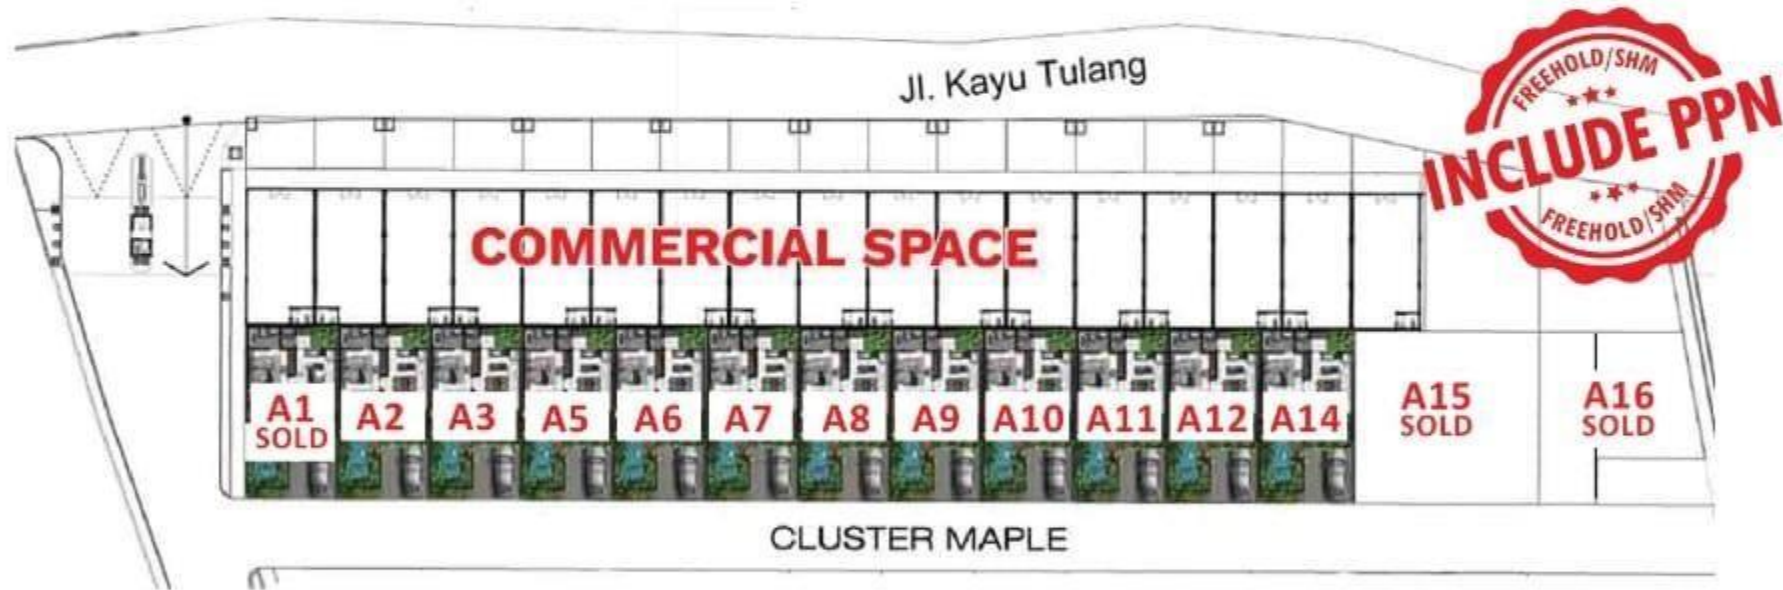 Jl. Kayu Tulang
FREEHOLD/SHM
INCLUDE PPN
FREEHOLD/SHM
COMMERCIAL SPACE
A1
SOLD
A2
A3
A5
A6
A7
A8
A9
A10
A11
A12
A14
A15
SOLD
A16
SOLD
CLUSTER MAPLE